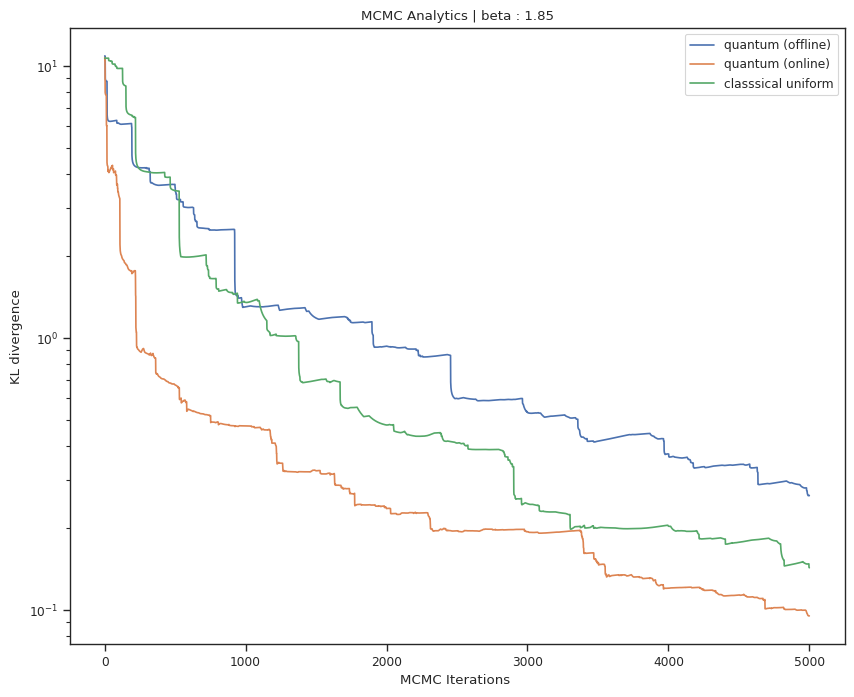 MCMC Analytics | beta : 1.85
quantum (offline)
quantum (online)
classsical uniform
KL divergence
10¹
10⁰
10⁻¹
0 1000 2000 3000 4000 5000
MCMC Iterations